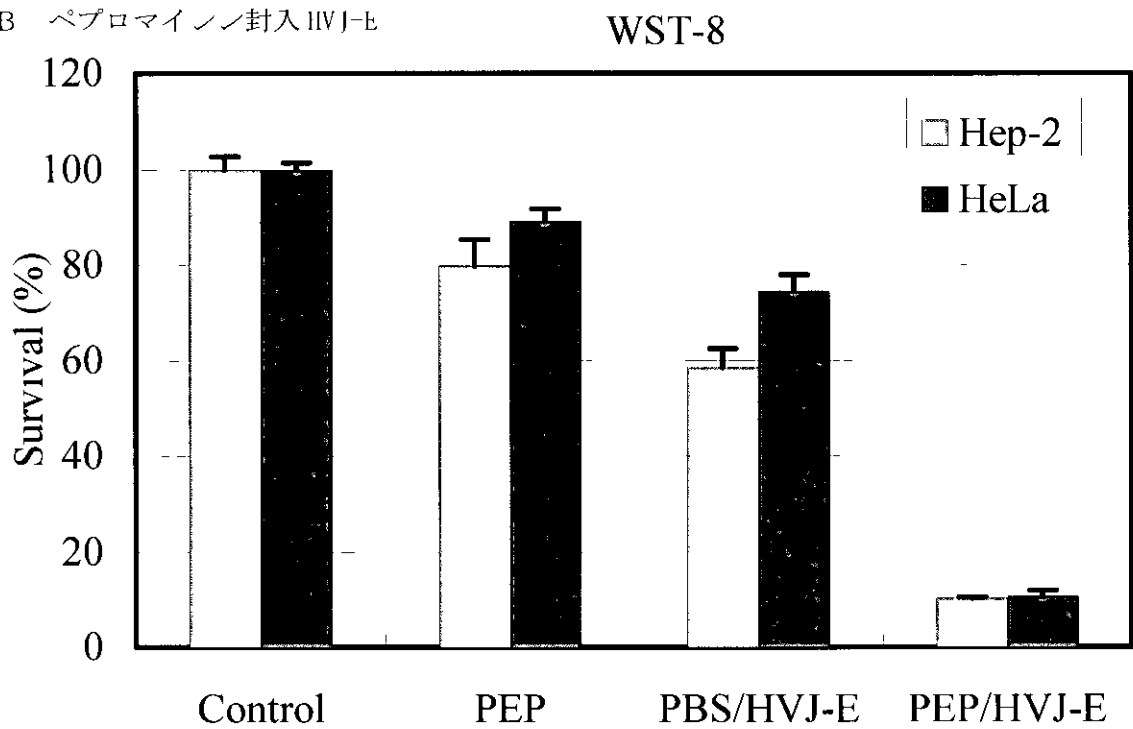 B ペプロマイシン封入HVJ-E
WST-8
120
100
80
60
40
20
0
Survival (%)
Hep-2
HeLa
Control PEP PBS/HVJ-E PEP/HVJ-E